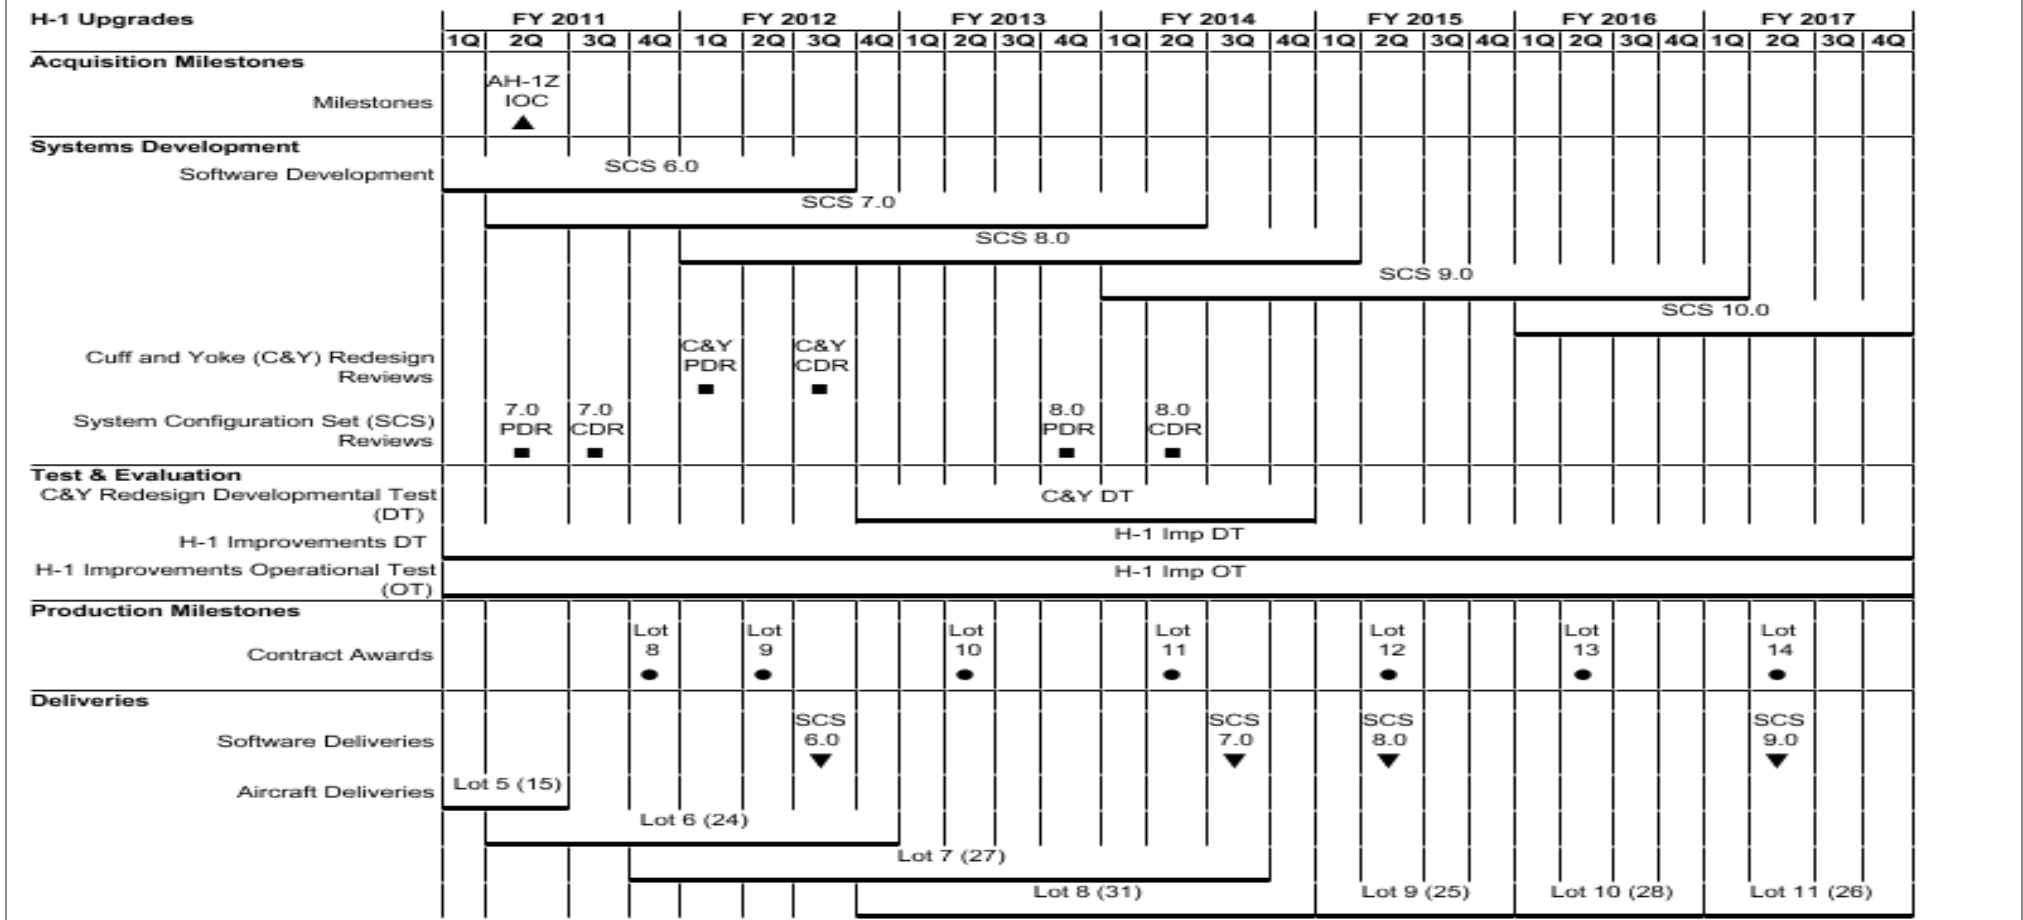 H-1 Upgrades FY 2011 FY 2012 FY 2013 FY 2014 FY 2015 FY 2016 FY 2017
1Q 2Q 3Q 4Q 1Q 2Q 3Q 4Q 1Q 2Q 3Q 4Q 1Q 2Q 3Q 4Q 1Q 2Q 3Q 4Q 1Q 2Q 3Q 4Q 1Q 2Q 3Q 4Q
Acquisition Milestones
Milestones
AH-1Z
IOC
Systems Development
Software Development
SCS 6.0
SCS 7.0
SCS 8.0
SCS 9.0
SCS 10.0
Cuff and Yoke (C&Y) Redesign
Reviews
C&Y
PDR
C&Y
CDR
System Configuration Set (SCS)
Reviews
7.0
PDR
7.0
CDR
8.0
PDR
8.0
CDR
Test & Evaluation
C&Y Redesign Developmental Test
(DT)
C&Y DT
H-1 Improvements DT
H-1 Imp DT
H-1 Improvements Operational Test
(OT)
H-1 Imp OT
Production Milestones
Contract Awards
Lot
8
Lot
9
Lot
10
Lot
11
Lot
12
Lot
13
Lot
14
Deliveries
Software Deliveries
SCS
6.0
SCS
7.0
SCS
8.0
SCS
9.0
Aircraft Deliveries
Lot 5 (15)
Lot 6 (24)
Lot 7 (27)
Lot 8 (31)
Lot 9 (25)
Lot 10 (28)
Lot 11 (26)